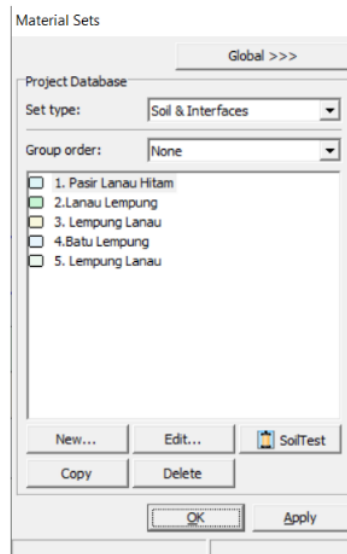 Material Sets
Global >>>
Project Database
Set type: Soil & Interfaces
Group order: None
1. Pasir Lanau Hitam
2.Lanau Lempung
3. Lempung Lanau
4.Batu Lempung
5. Lempung Lanau
New... Edit... SoilTest
Copy Delete
OK Apply